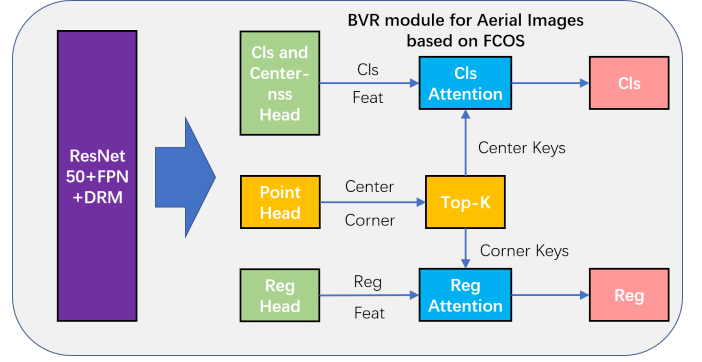 BVR module for Aerial Images
based on FCOS
ResNet
50+FPN
+DRM
Cls and
Center-
nss
Head
Cls
Feat
Cls
Attention
Cls
Center Keys
Point
Head
Center
Corner
Top-K
Corner Keys
Reg
Head
Reg
Feat
Reg
Attention
Reg